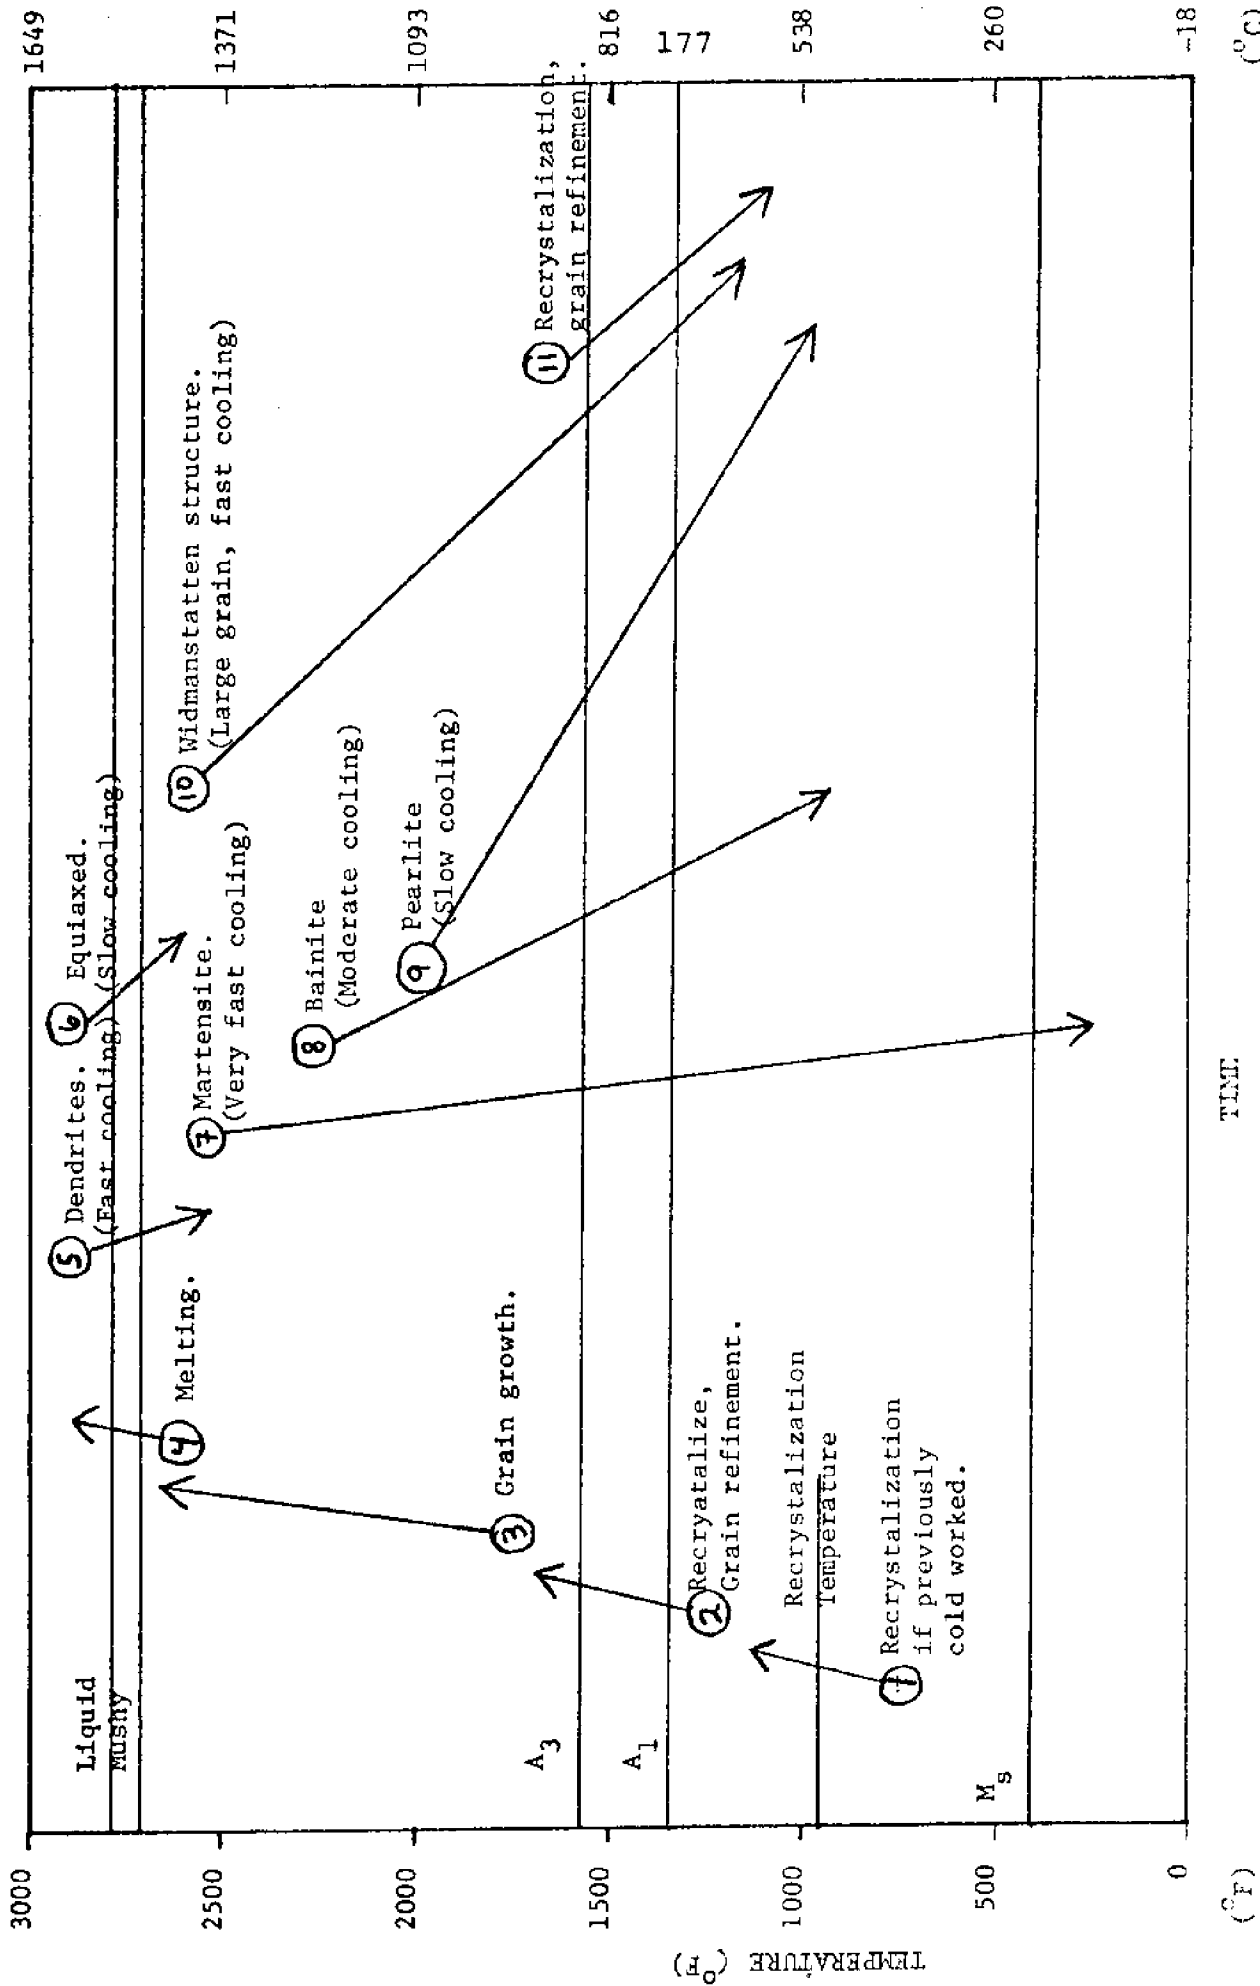 3000
2500
2000
1500
1000
500
0
(°F)
TEMPERATURE (°F)
1649
1371
1093
816
177
538
260
-18
(°C)
TIME
Liquid
Mushy
A3
A1
Ms
1 Recrystalization
if previously
cold worked.
Recrystalization
Temperature
2 Recryatalize,
Grain refinement.
3 Grain growth.
4 Melting.
5 Dendrites.
(Fast cooling)
6 Equiaxed.
(Slow cooling)
7 Martensite.
(Very fast cooling)
8 Bainite
(Moderate cooling)
9 Pearlite
(Slow cooling)
10 Widmanstatten structure.
(Large grain, fast cooling)
11 Recrystalization,
grain refinement.